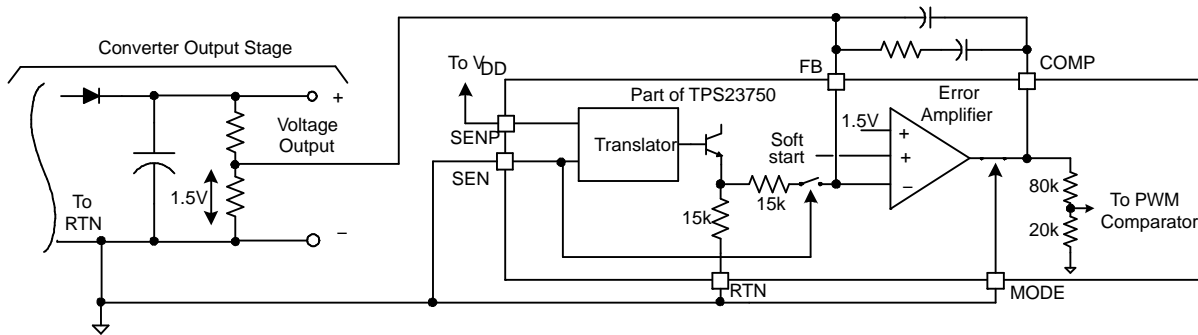 Converter Output Stage
To VDD
FB
COMP
+
Voltage
Output
Part of TPS23750
Error
Amplifier
SENP
Translator
1.5V
+
Soft
start
+
SEN
1.5V
To
RTN
15k
15k
−
80k
20k
To PWM
Comparator
−
RTN
MODE